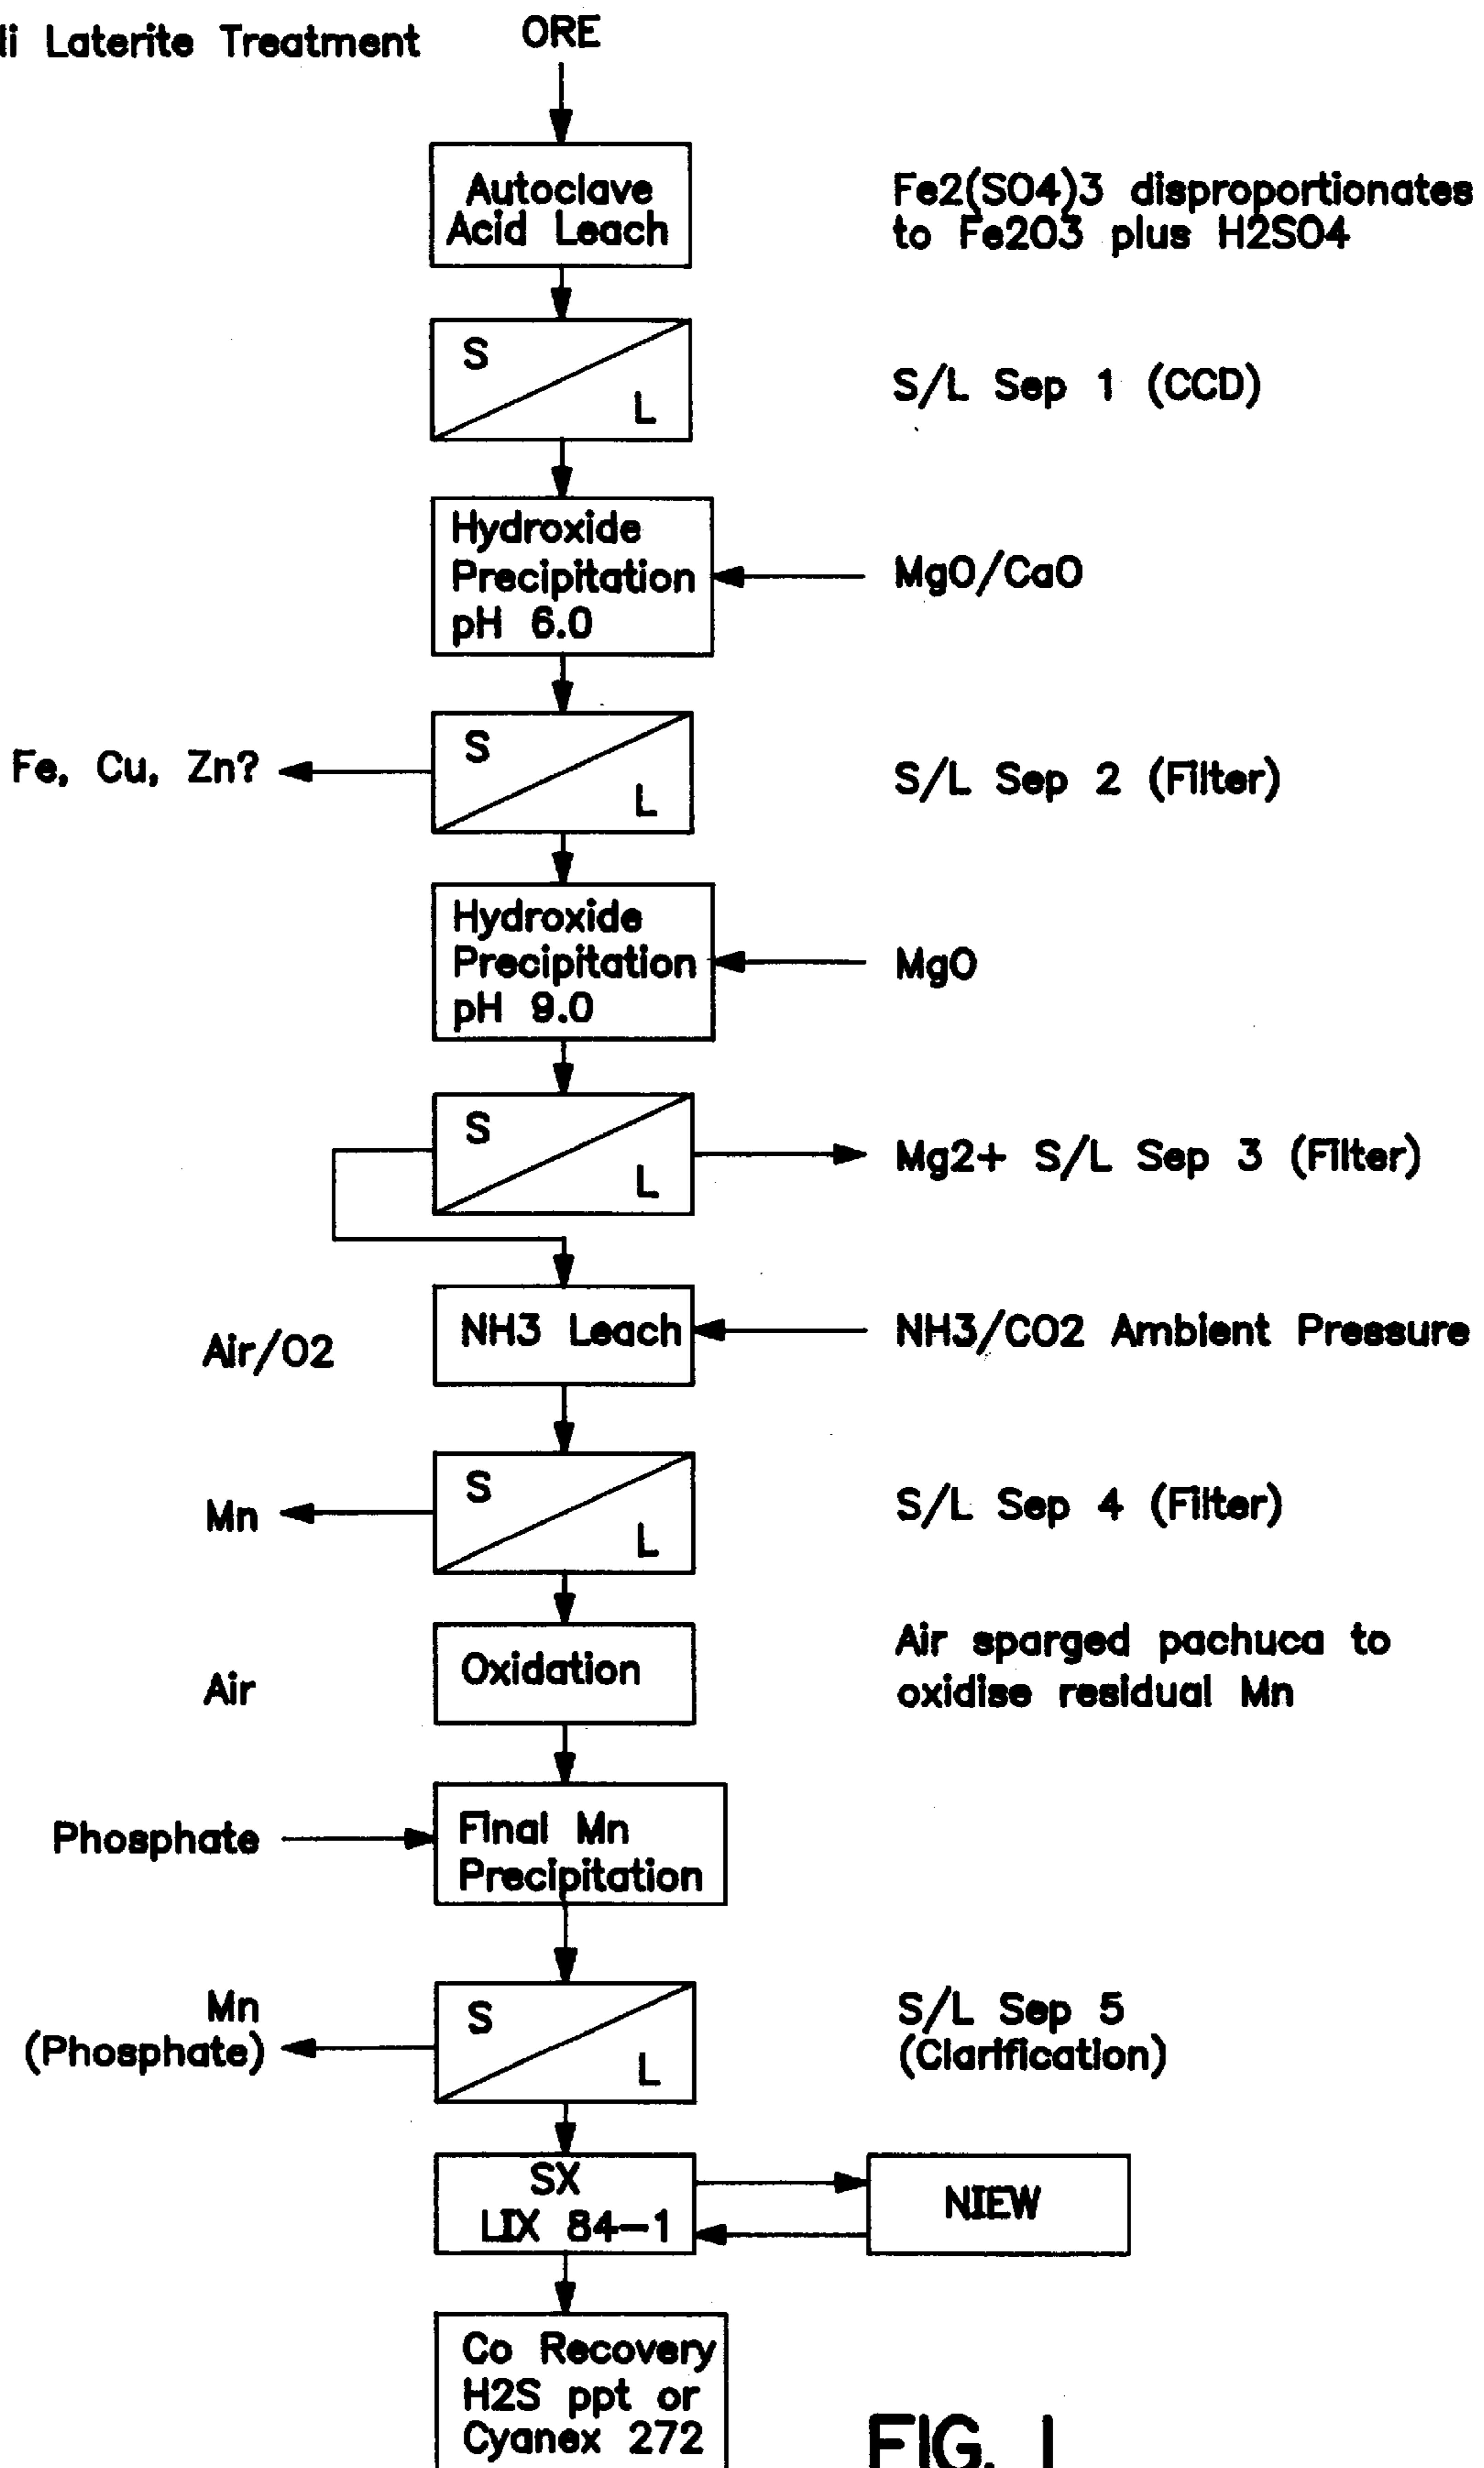 li Laterite Treatment
ORE
Autoclave
Acid Leach
Fe2(SO4)3 disproportionates
to Fe2O3 plus H2SO4
S
L
S/L Sep 1 (CCD)
Hydroxide
Precipitation
pH 6.0
MgO/CaO
Fe, Cu, Zn?
S
L
S/L Sep 2 (Filter)
Hydroxide
Precipitation
pH 9.0
MgO
S
L
Mg2+ S/L Sep 3 (Filter)
Air/O2
NH3 Leach
NH3/CO2 Ambient Pressure
Mn
S
L
S/L Sep 4 (Filter)
Air
Oxidation
Air sparged pachuca to
oxidise residual Mn
Phosphate
Final Mn
Precipitation
Mn
(Phosphate)
S
L
S/L Sep 5
(Clarification)
SX
LIX 84-1
NIEW
Co Recovery
H2S ppt or
Cyanex 272
FIG. 1